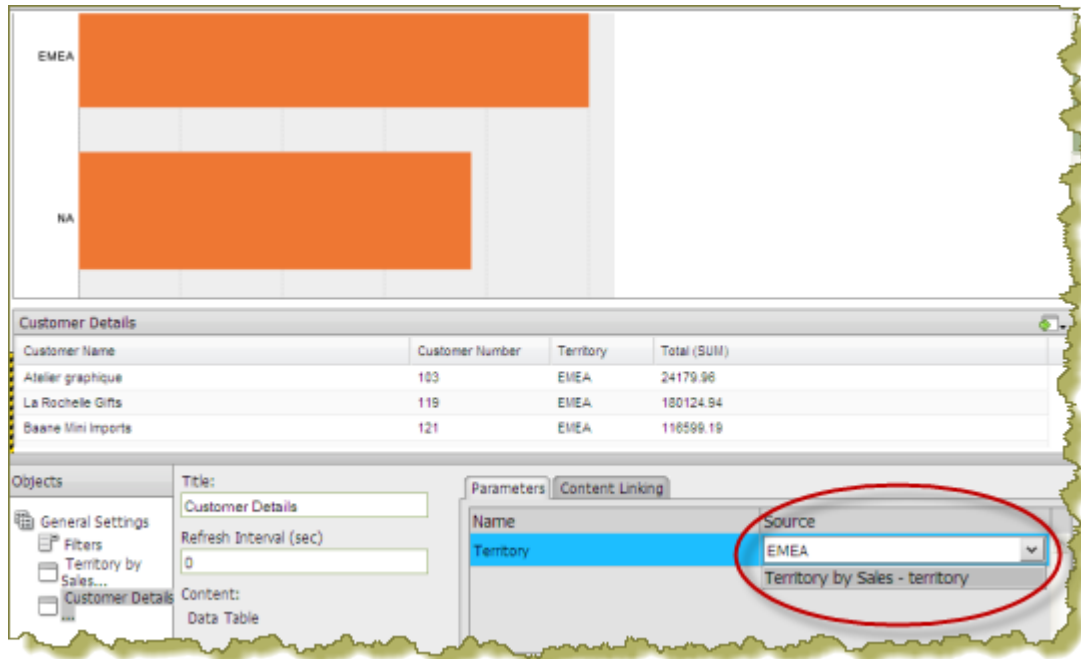 EMEA
NA
Customer Details
Customer Name Customer Number Territory Total (SUM)
Atelier graphique 103 EMEA 24179.96
La Rochelle Gifts 119 EMEA 180124.94
Baane Mini Imports 121 EMEA 116599.19
Objects
General Settings
Filters
Territory by
Sales...
Customer Details
...
Title:
Customer Details
Refresh Interval (sec)
0
Content:
Data Table
Parameters Content Linking
Name Source
Territory EMEA
Territory by Sales - territory